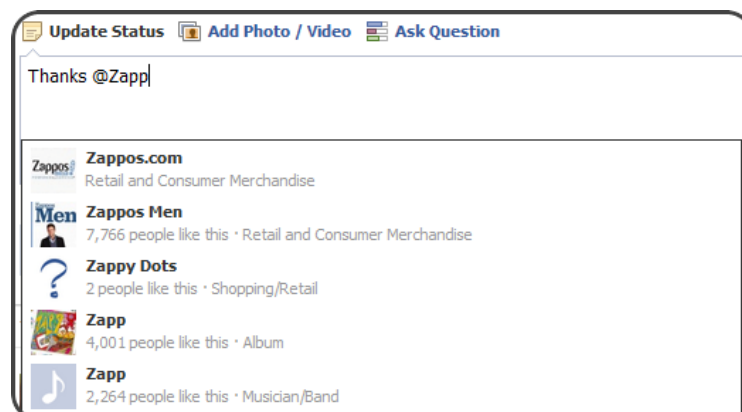 Update Status Add Photo / Video Ask Question
Thanks @Zapp
Zappos
Zappos.com
Retail and Consumer Merchandise
Men
Zappos Men
7,766 people like this · Retail and Consumer Merchandise
?
Zappy Dots
2 people like this · Shopping/Retail
Zapp
4,001 people like this · Album
Zapp
2,264 people like this · Musician/Band